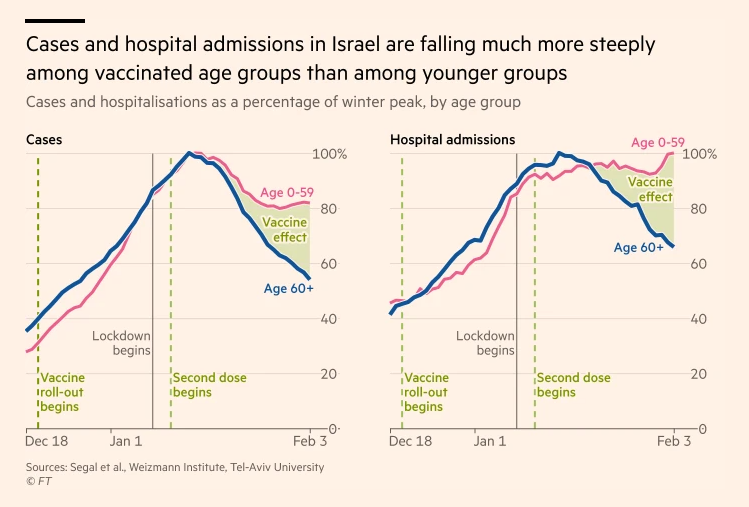 Cases and hospital admissions in Israel are falling much more steeply
among vaccinated age groups than among younger groups
Cases and hospitalisations as a percentage of winter peak, by age group
Cases
100%
80
60
40
20
0
Age 0-59
Vaccine
effect
Age 60+
Lockdown
begins
Vaccine
roll-out
begins
Second dose
begins
Dec 18
Jan 1
Feb 3
Hospital admissions
Age 0-59
100%
80
60
40
20
0
Vaccine
effect
Age 60+
Lockdown
begins
Vaccine
roll-out
begins
Second dose
begins
Dec 18
Jan 1
Feb 3
Sources: Segal et al., Weizmann Institute, Tel-Aviv University
© FT